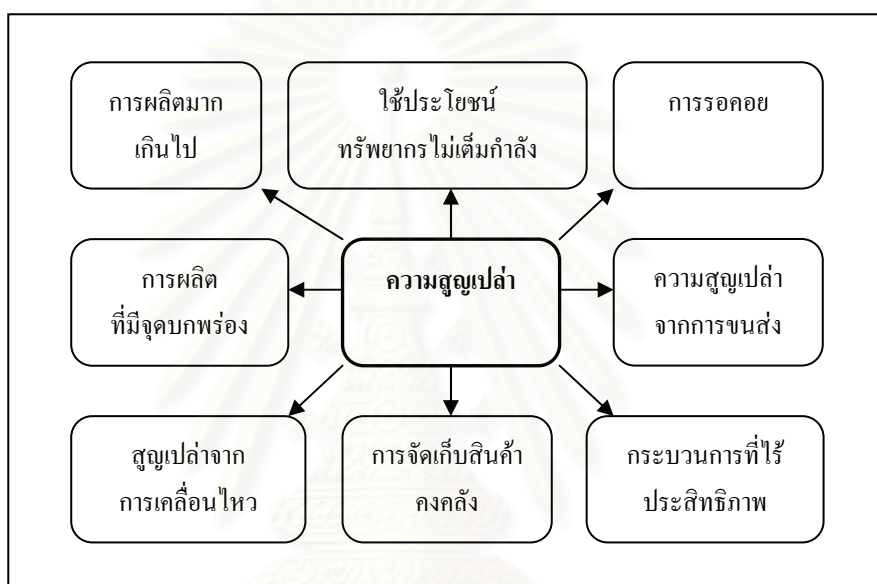 การผลิตมาก
เกินไป
ใช้ประโยชน์
ทรัพยากรไม่เต็มกำลัง
การรอคอย
การผลิต
ที่มีจุดบกพร่อง
ความสูญเปล่า
ความสูญเปล่า
จากการขนส่ง
สูญเปล่าจาก
การเคลื่อนไหว
การจัดเก็บสินค้า
คงคลัง
กระบวนการที่ไร้
ประสิทธิภาพ